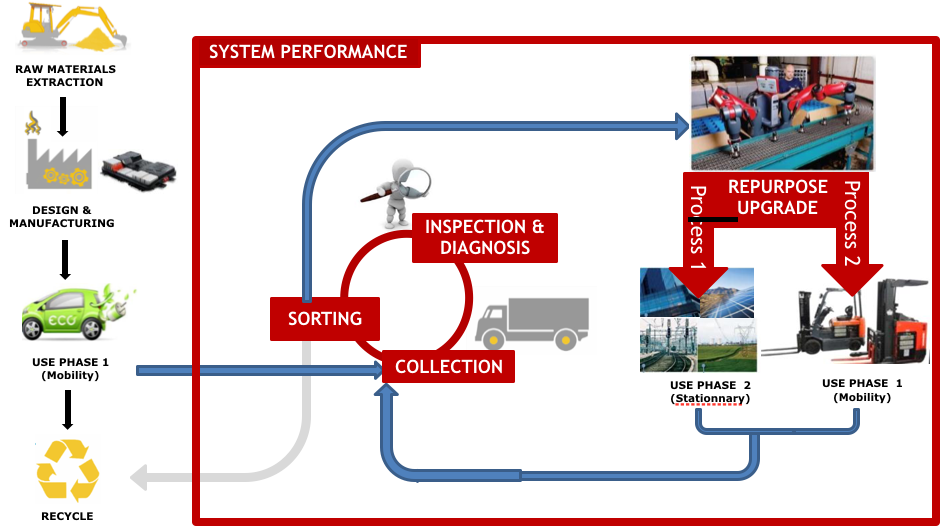 RAW MATERIALS
EXTRACTION
DESIGN &
MANUFACTURING
eco
USE PHASE 1
(Mobility)
RECYCLE
SYSTEM PERFORMANCE
INSPECTION &
DIAGNOSIS
SORTING
COLLECTION
REPURPOSE
UPGRADE
Process 1
Process 2
USE PHASE 2
(Stationnary)
USE PHASE 1
(Mobility)